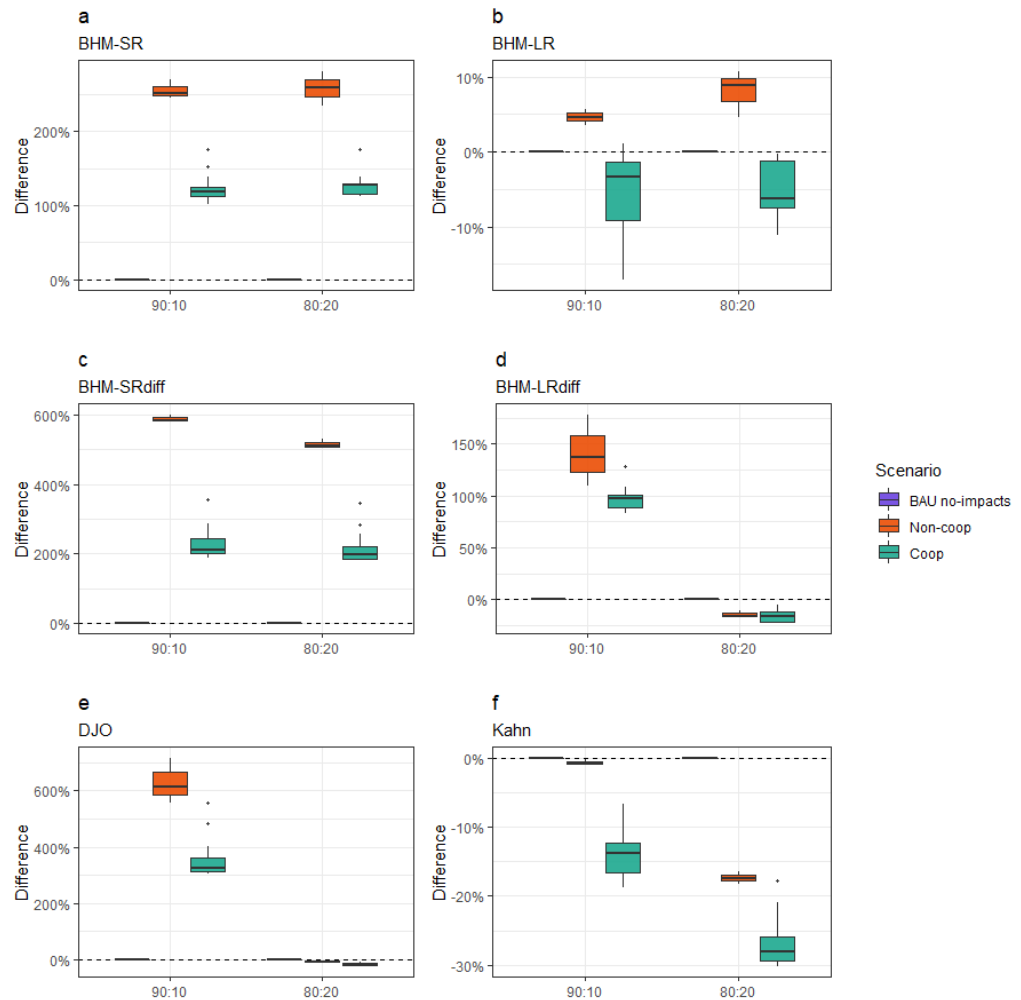 a
BHM-SR
Difference
200%
100%
0%
90:10
80:20
b
BHM-LR
Difference
10%
0%
-10%
90:10
80:20
c
BHM-SRdiff
Difference
600%
400%
200%
0%
90:10
80:20
d
BHM-LRdiff
Difference
150%
100%
50%
0%
90:10
80:20
Scenario
BAU no-impacts
Non-coop
Coop
e
DJO
Difference
600%
400%
200%
0%
90:10
80:20
f
Kahn
Difference
0%
-10%
-20%
-30%
90:10
80:20